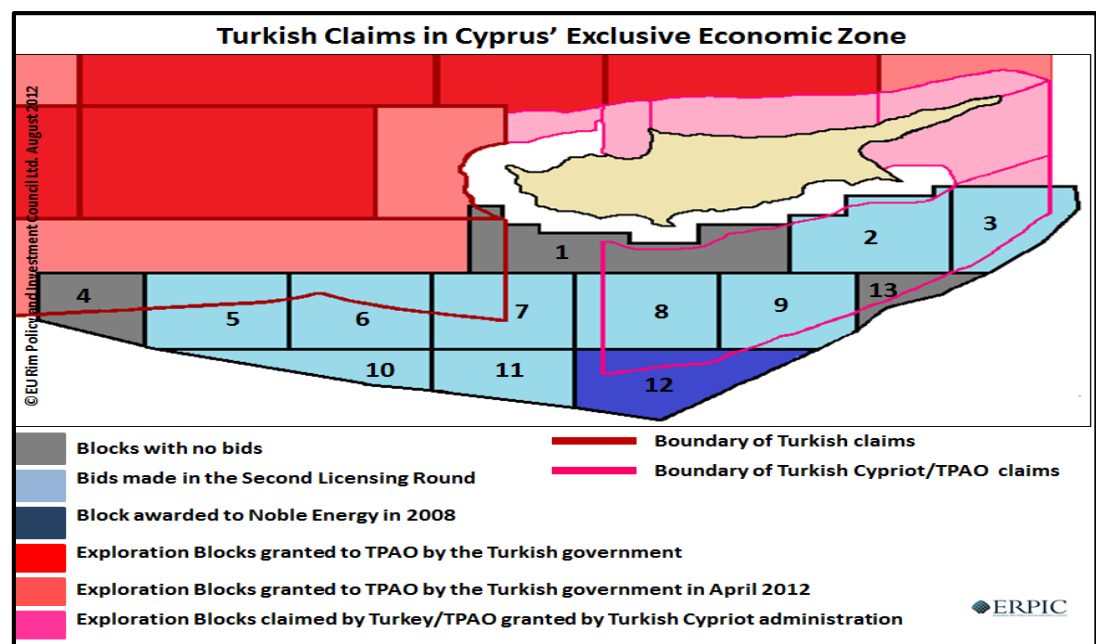 Turkish Claims in Cyprus' Exclusive Economic Zone
© EU Rim Policy and Investment Council Ltd. August 2012
1
2
3
4
5
6
7
8
9
13
10
11
12
Blocks with no bids
Bids made in the Second Licensing Round
Block awarded to Noble Energy in 2008
Exploration Blocks granted to TPAO by the Turkish government
Exploration Blocks granted to TPAO by the Turkish government in April 2012
Exploration Blocks claimed by Turkey/TPAO granted by Turkish Cypriot administration
Boundary of Turkish claims
Boundary of Turkish Cypriot/TPAO claims
ERPIC